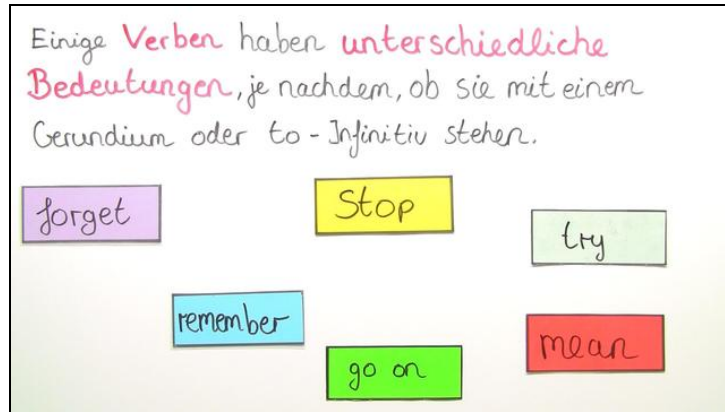 Einige Verben haben unterschiedliche
Bedeutungen, je nachdem, ob sie mit einem
Gerundium oder to-Infinitiv stehen.
forget
Stop
try
remember
go on
mean